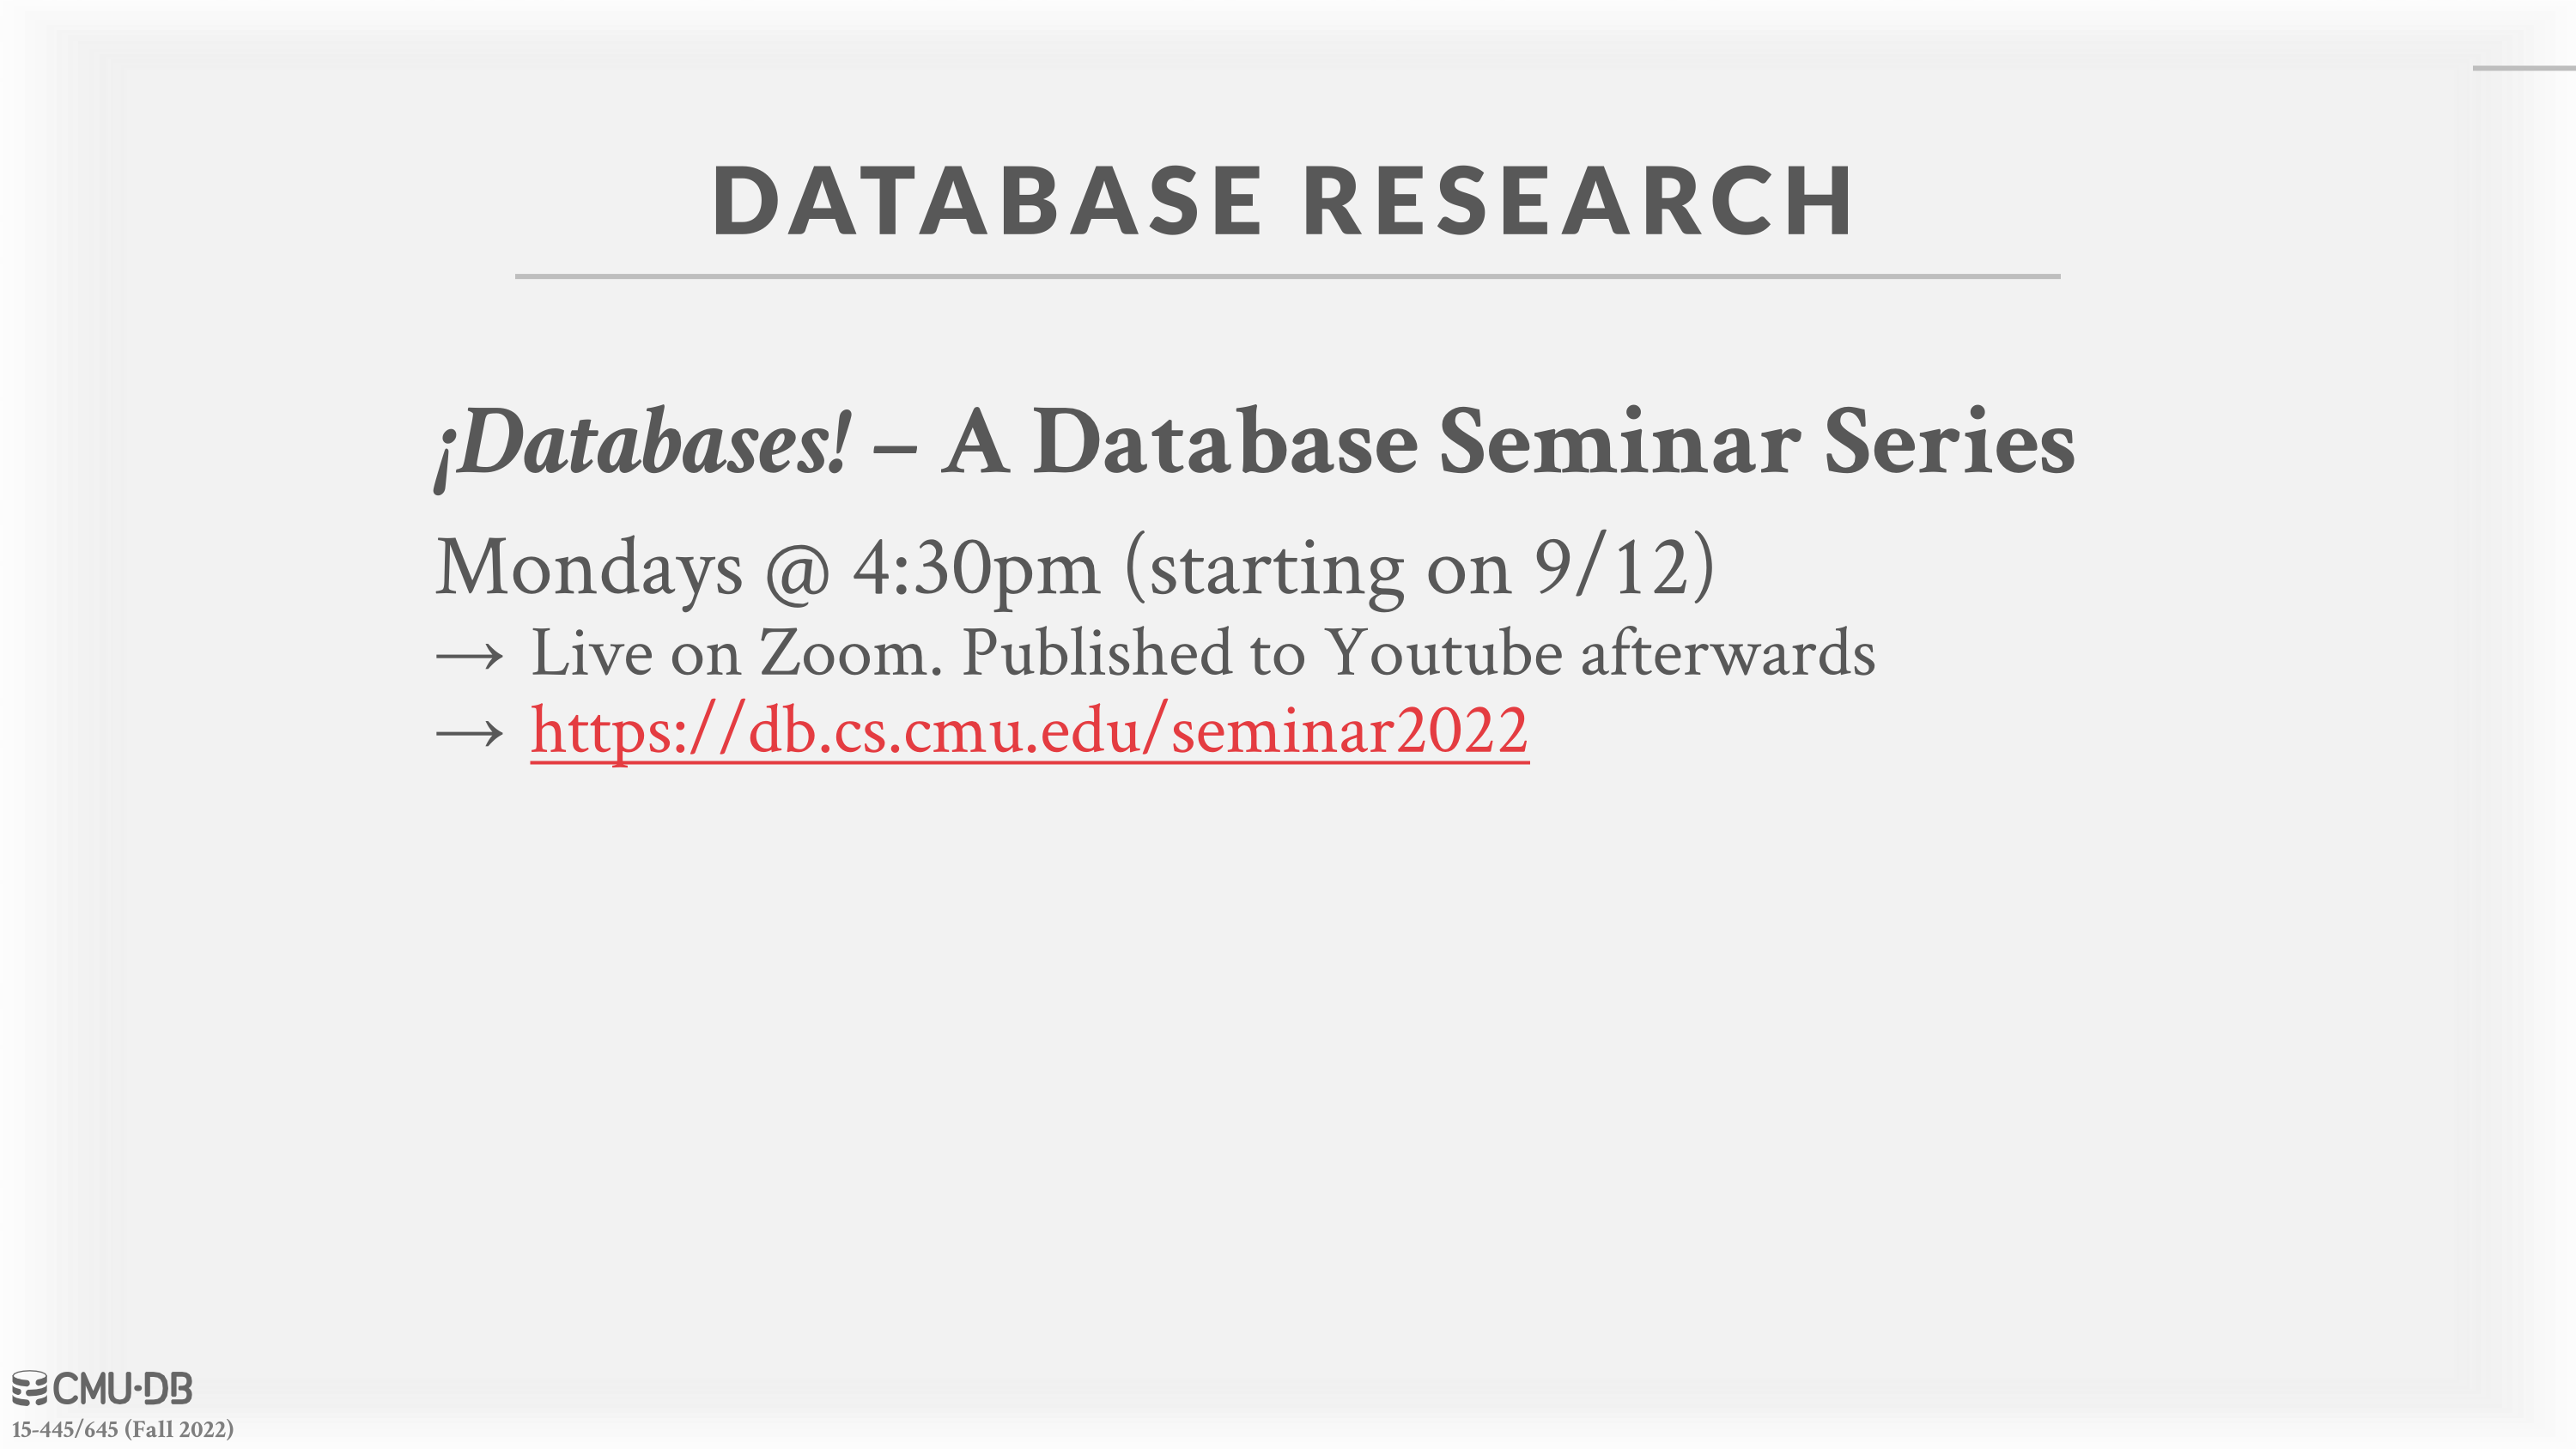 DATABASE RESEARCH
¡Databases! – A Database Seminar Series
Mondays @ 4:30pm (starting on 9/12)
→ Live on Zoom. Published to Youtube afterwards
→ https://db.cs.cmu.edu/seminar2022
CMU·DB
15-445/645 (Fall 2022)